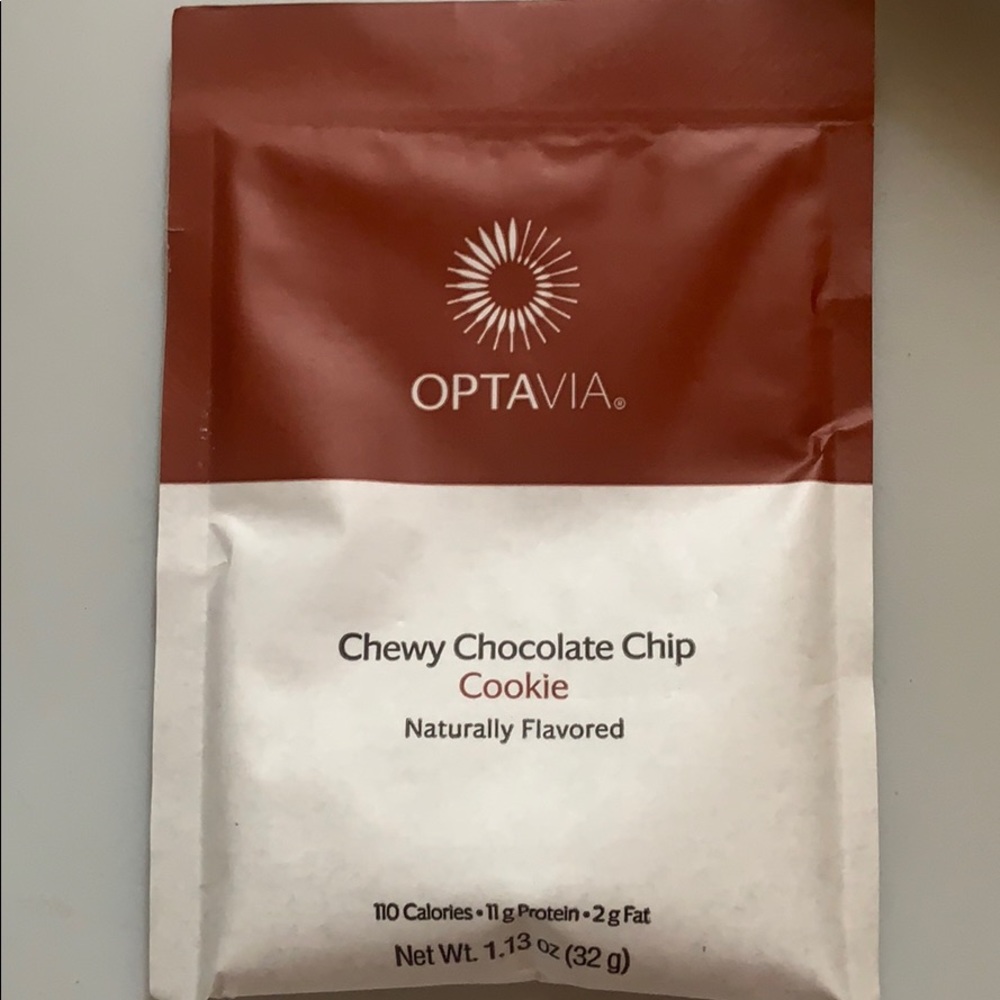 OPTAVIA®
Chewy Chocolate Chip
Cookie
Naturally Flavored
110 Calories • 11 g Protein • 2 g Fat
Net Wt. 1.13 oz (32 g)